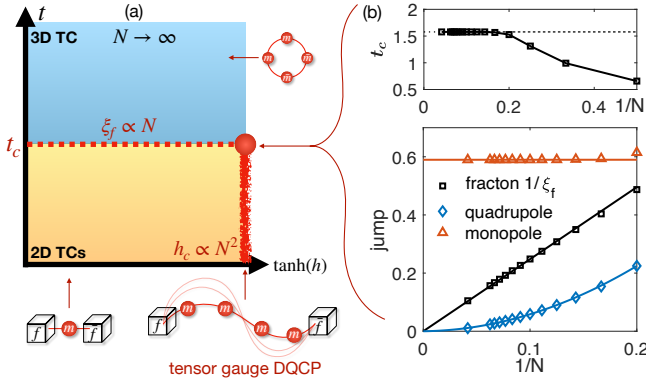 (a)
t
3D TC
N → ∞
m
m̄
m
m̄
ξ_f ∝ N
t_c
2D TCs
h_c ∝ N²
tanh(h)
f m f̄
f m m m m f̄
tensor gauge DQCP
(b)
t_c
1.5
1
0.5
0 0.2 0.4
1/N
jump
0.6
0.4
0.2
0
fracton 1/ξ_f
quadrupole
monopole
0 0.1 0.2
1/N